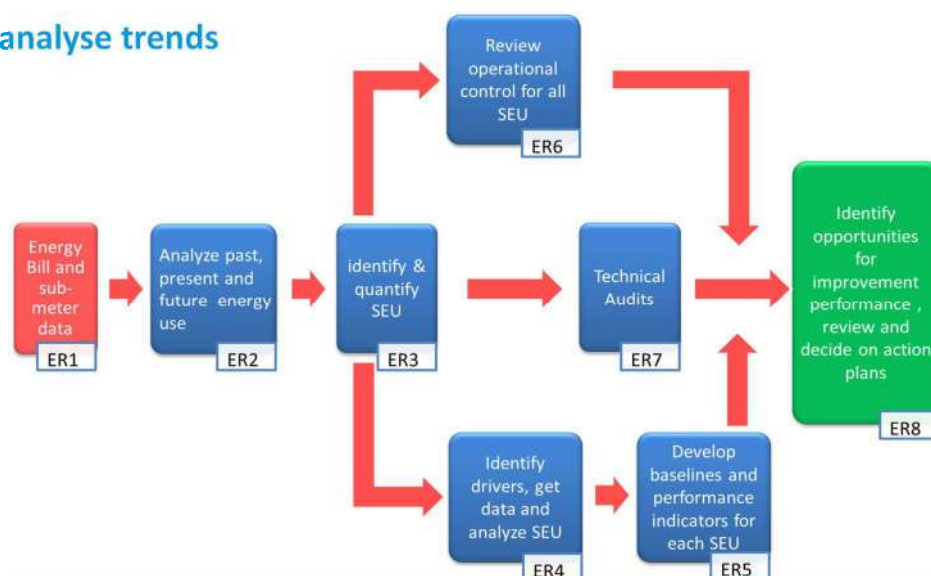 analyse trends
Review
operational
control for all
SEU
ER6
Energy
Bill and
sub-
meter
data
ER1
Analyze past,
present and
future energy
use
ER2
identify &
quantify
SEU
ER3
Technical
Audits
ER7
Identify
opportunities
for
improvement
performance ,
review and
decide on action
plans
ER8
Identify
drivers, get
data and
analyze SEU
ER4
Develop
baselines and
performance
indicators for
each SEU
ER5